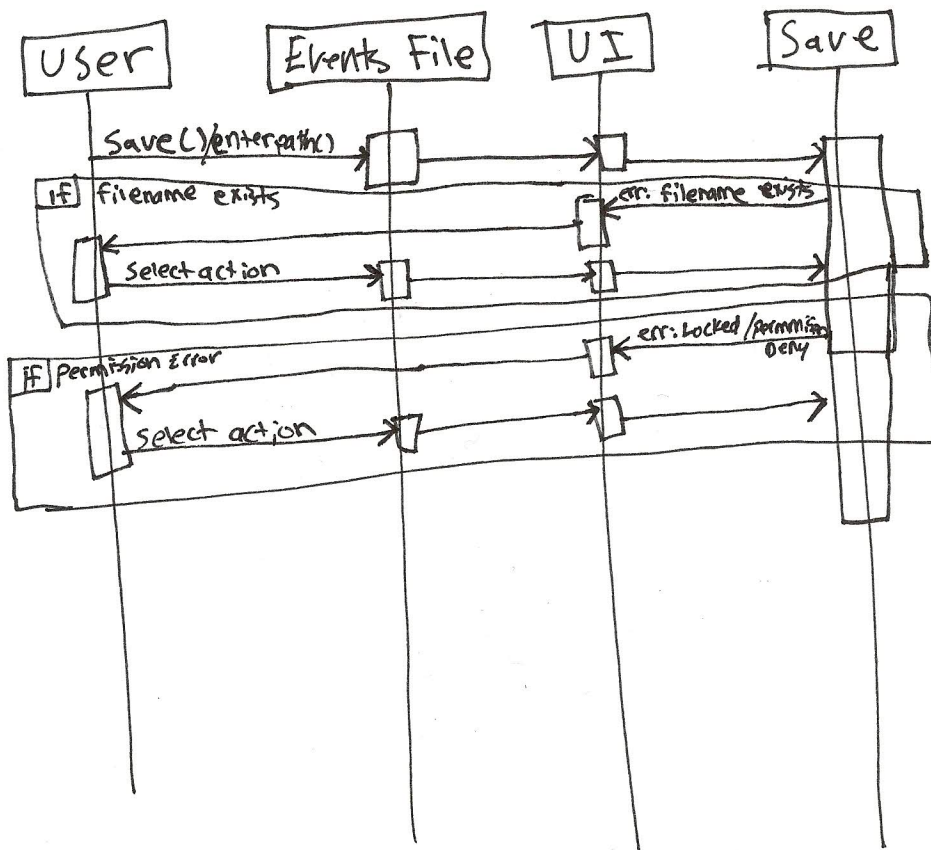 User
Events File
UI
Save
Save()/enterpath()
if filename exists
err: filename exists
select action
err: Locked/permmission
Deny
if Permission Error
select action